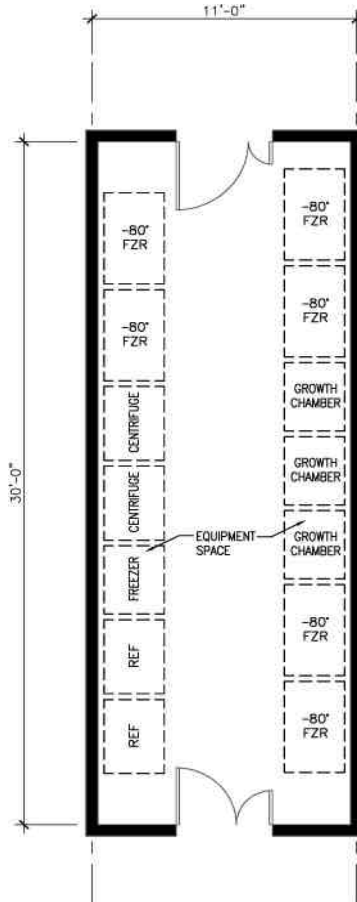 11'-0"
30'-0"
-80°
FZR
-80°
FZR
CENTRIFUGE
CENTRIFUGE
FREEZER
REF
REF
-80°
FZR
-80°
FZR
GROWTH
CHAMBER
GROWTH
CHAMBER
GROWTH
CHAMBER
-80°
FZR
-80°
FZR
EQUIPMENT
SPACE